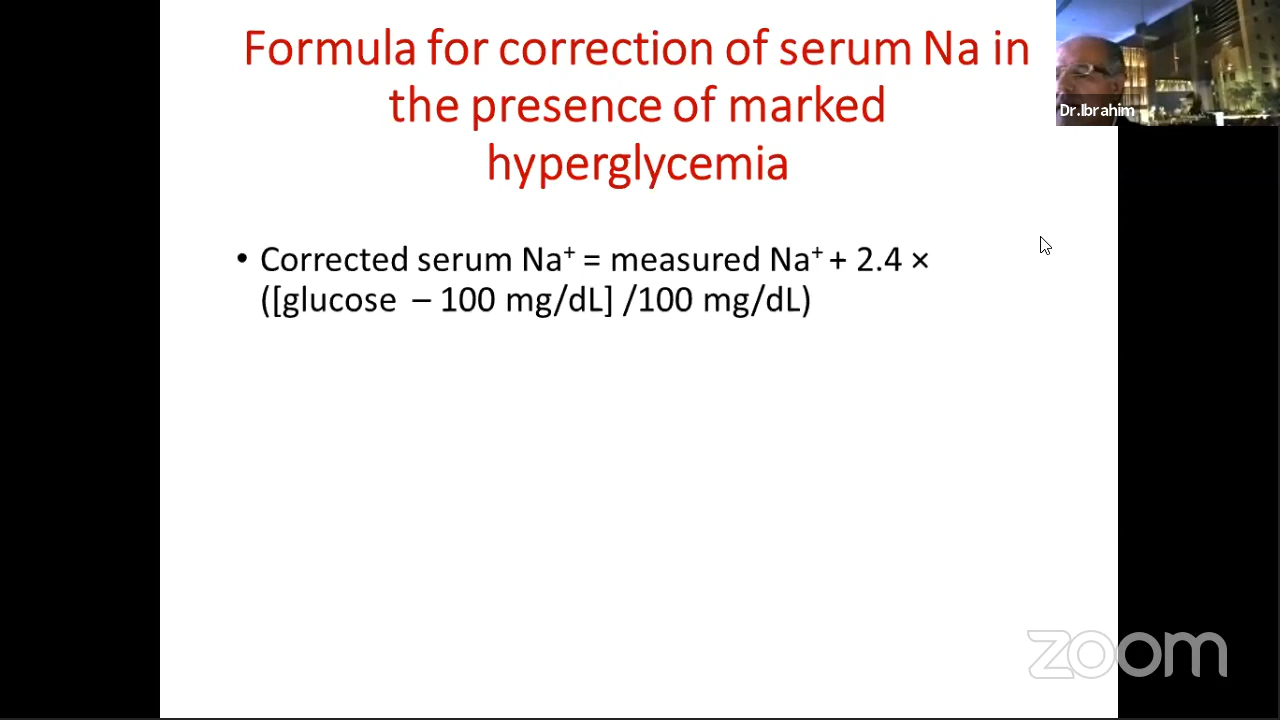 Formula for correction of serum Na in
the presence of marked
hyperglycemia
Dr.Ibrahim
• Corrected serum Na⁺ = measured Na⁺ + 2.4 ×
([glucose – 100 mg/dL] /100 mg/dL)
zoom